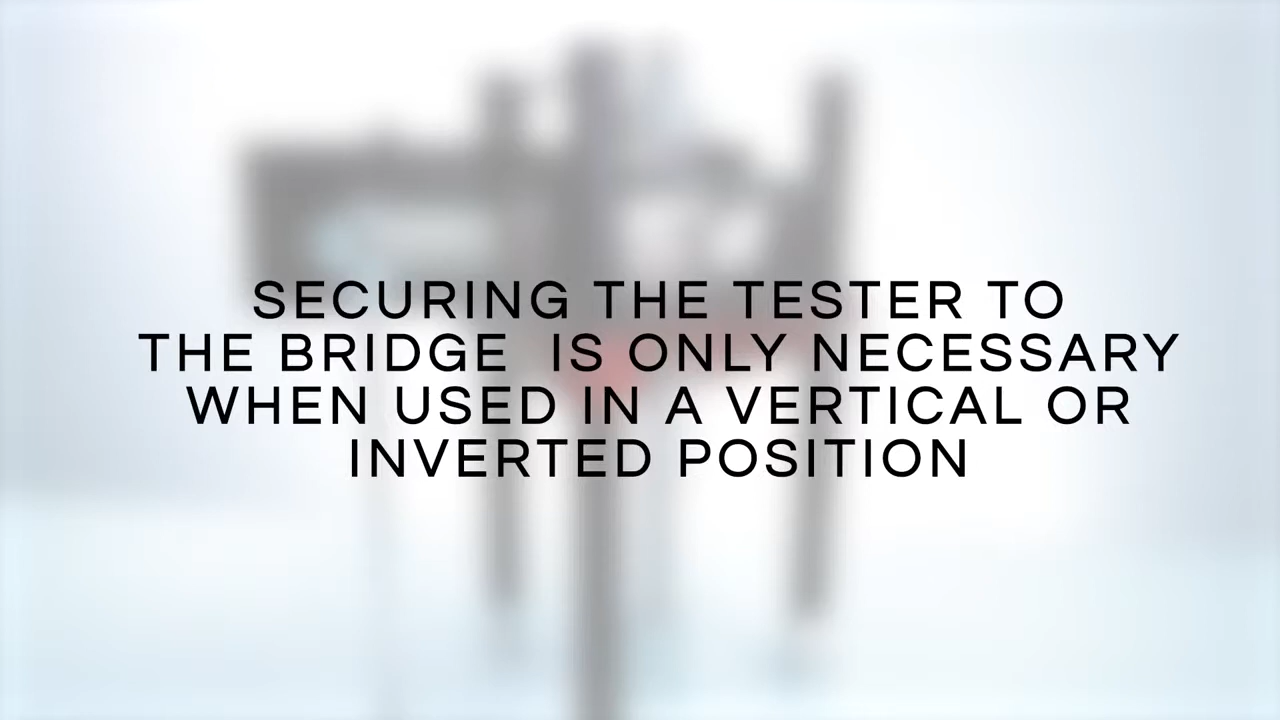 SECURING THE TESTER TO
THE BRIDGE  IS ONLY NECESSARY
WHEN USED IN A VERTICAL OR
INVERTED POSITION